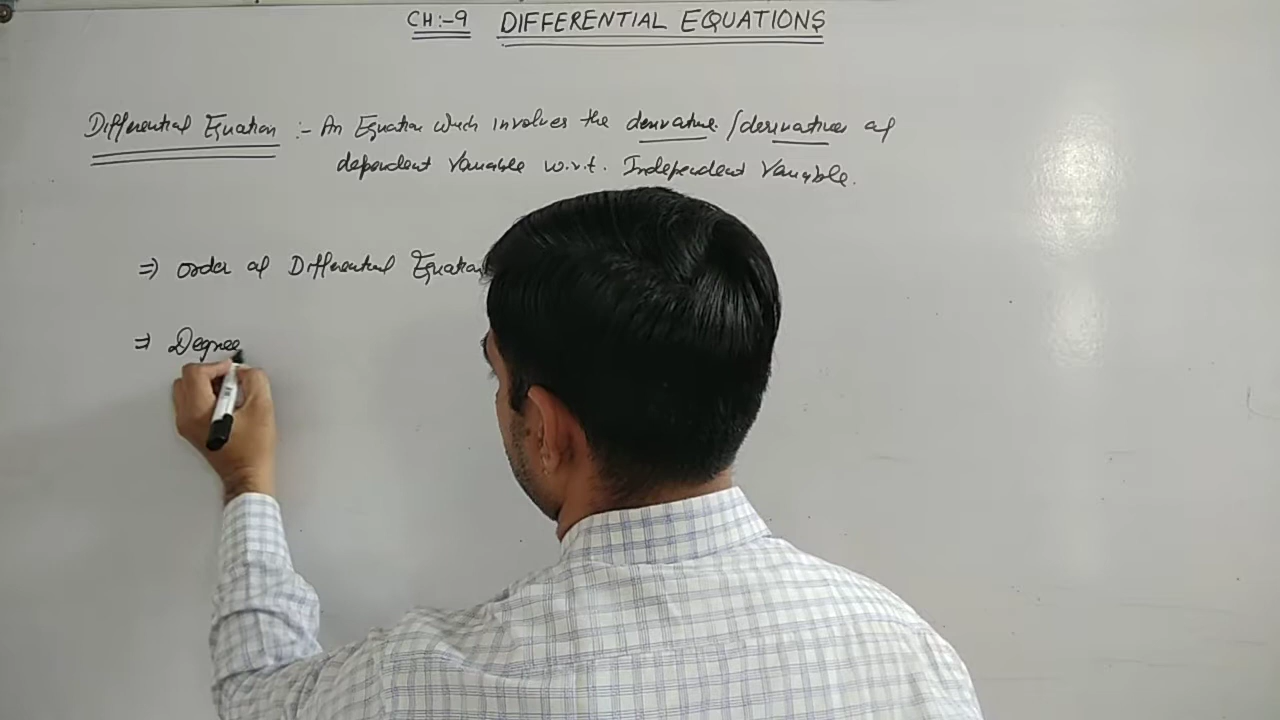 CH:-9 DIFFERENTIAL EQUATIONS
Differential Equation :- An Equation which involves the derivative /derivatives of
dependent Variable w.r.t. Independent Variable.
=) order of Differential Equation
=) Degree